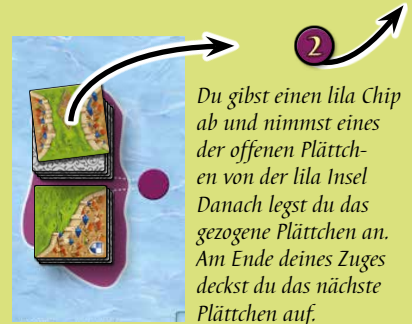 2
Du gibst einen lila Chip
ab und nimmst eines
der offenen Plättch-
en von der lila Insel
Danach legst du das
gezogene Plättchen an.
Am Ende deines Zuges
deckst du das nächste
Plättchen auf.